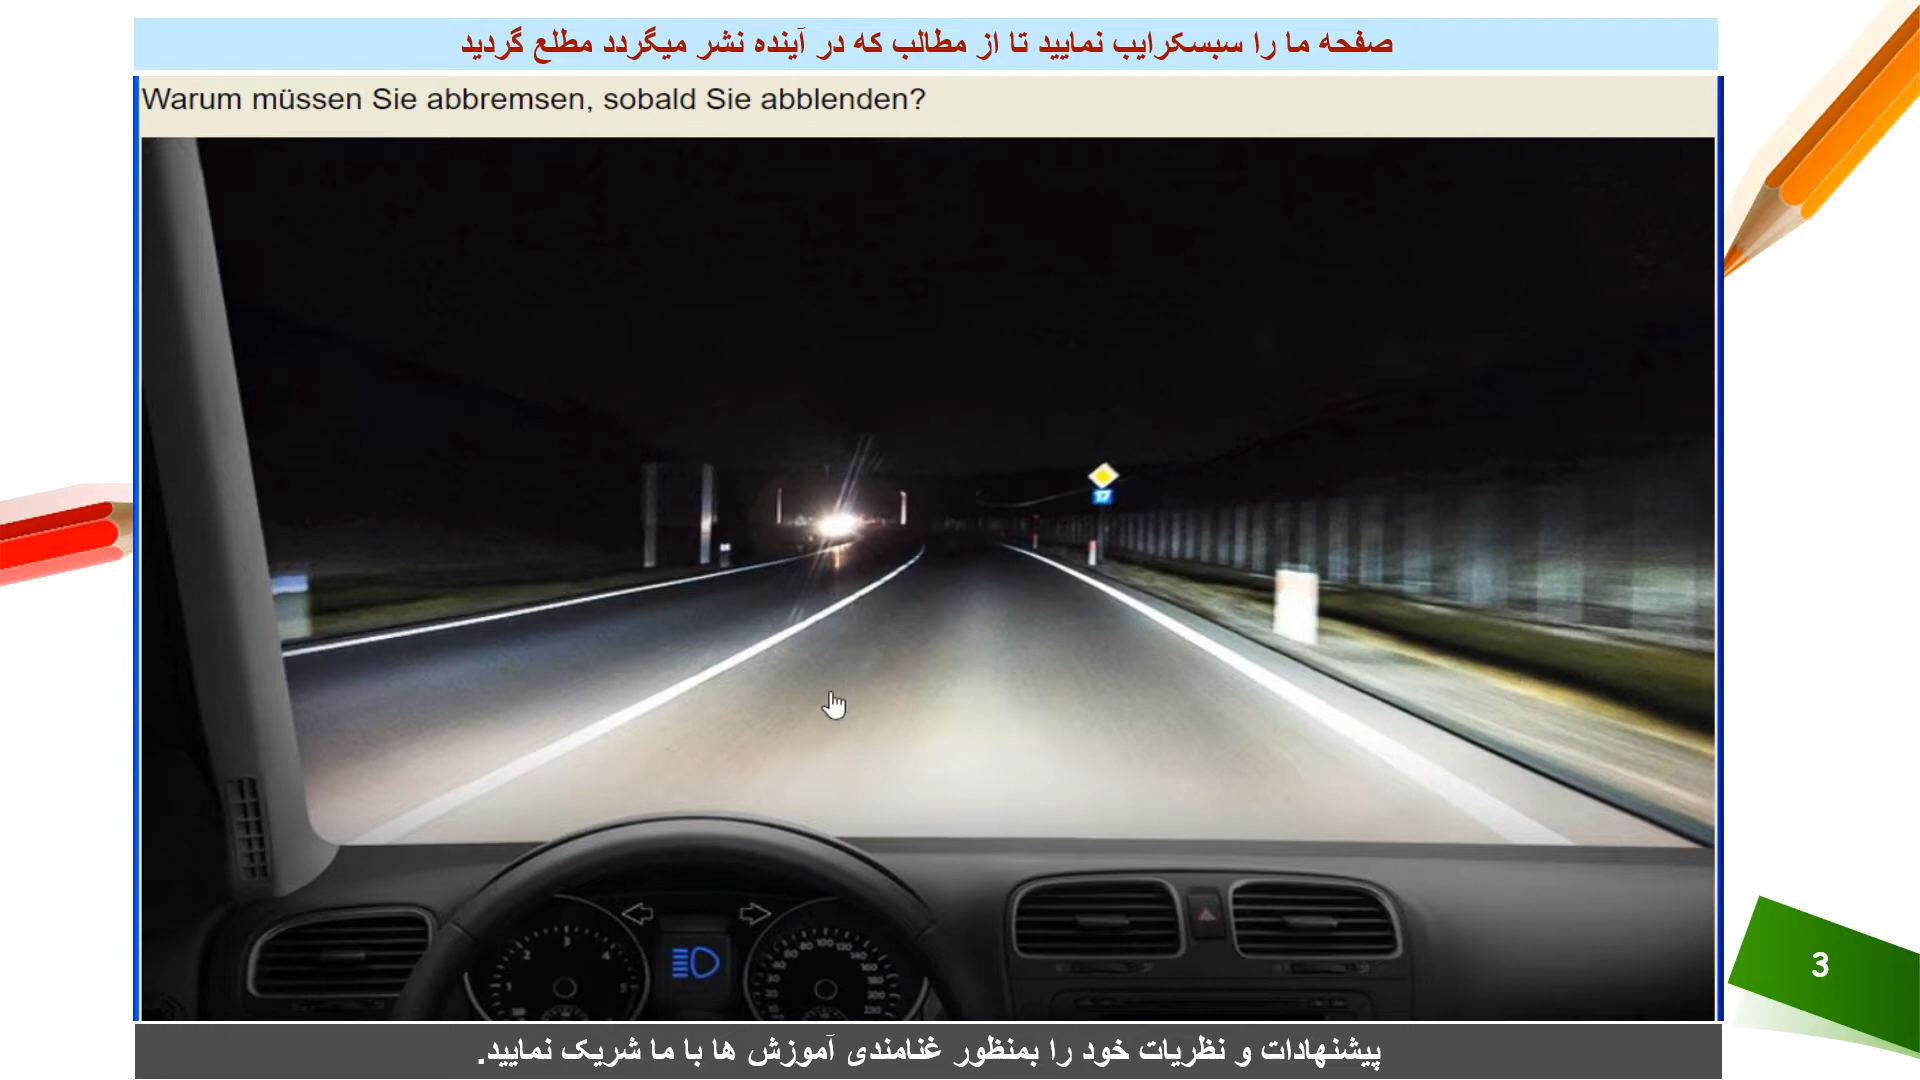 صفحه ما را سبسکرایب نمایید تا از مطالب که در آینده نشر میگردد مطلع گردید
Warum müssen Sie abbremsen, sobald Sie abblenden?
17
3
پیشنهادات و نظریات خود را بمنظور غنامندی آموزش ها با ما شریک نمایید.